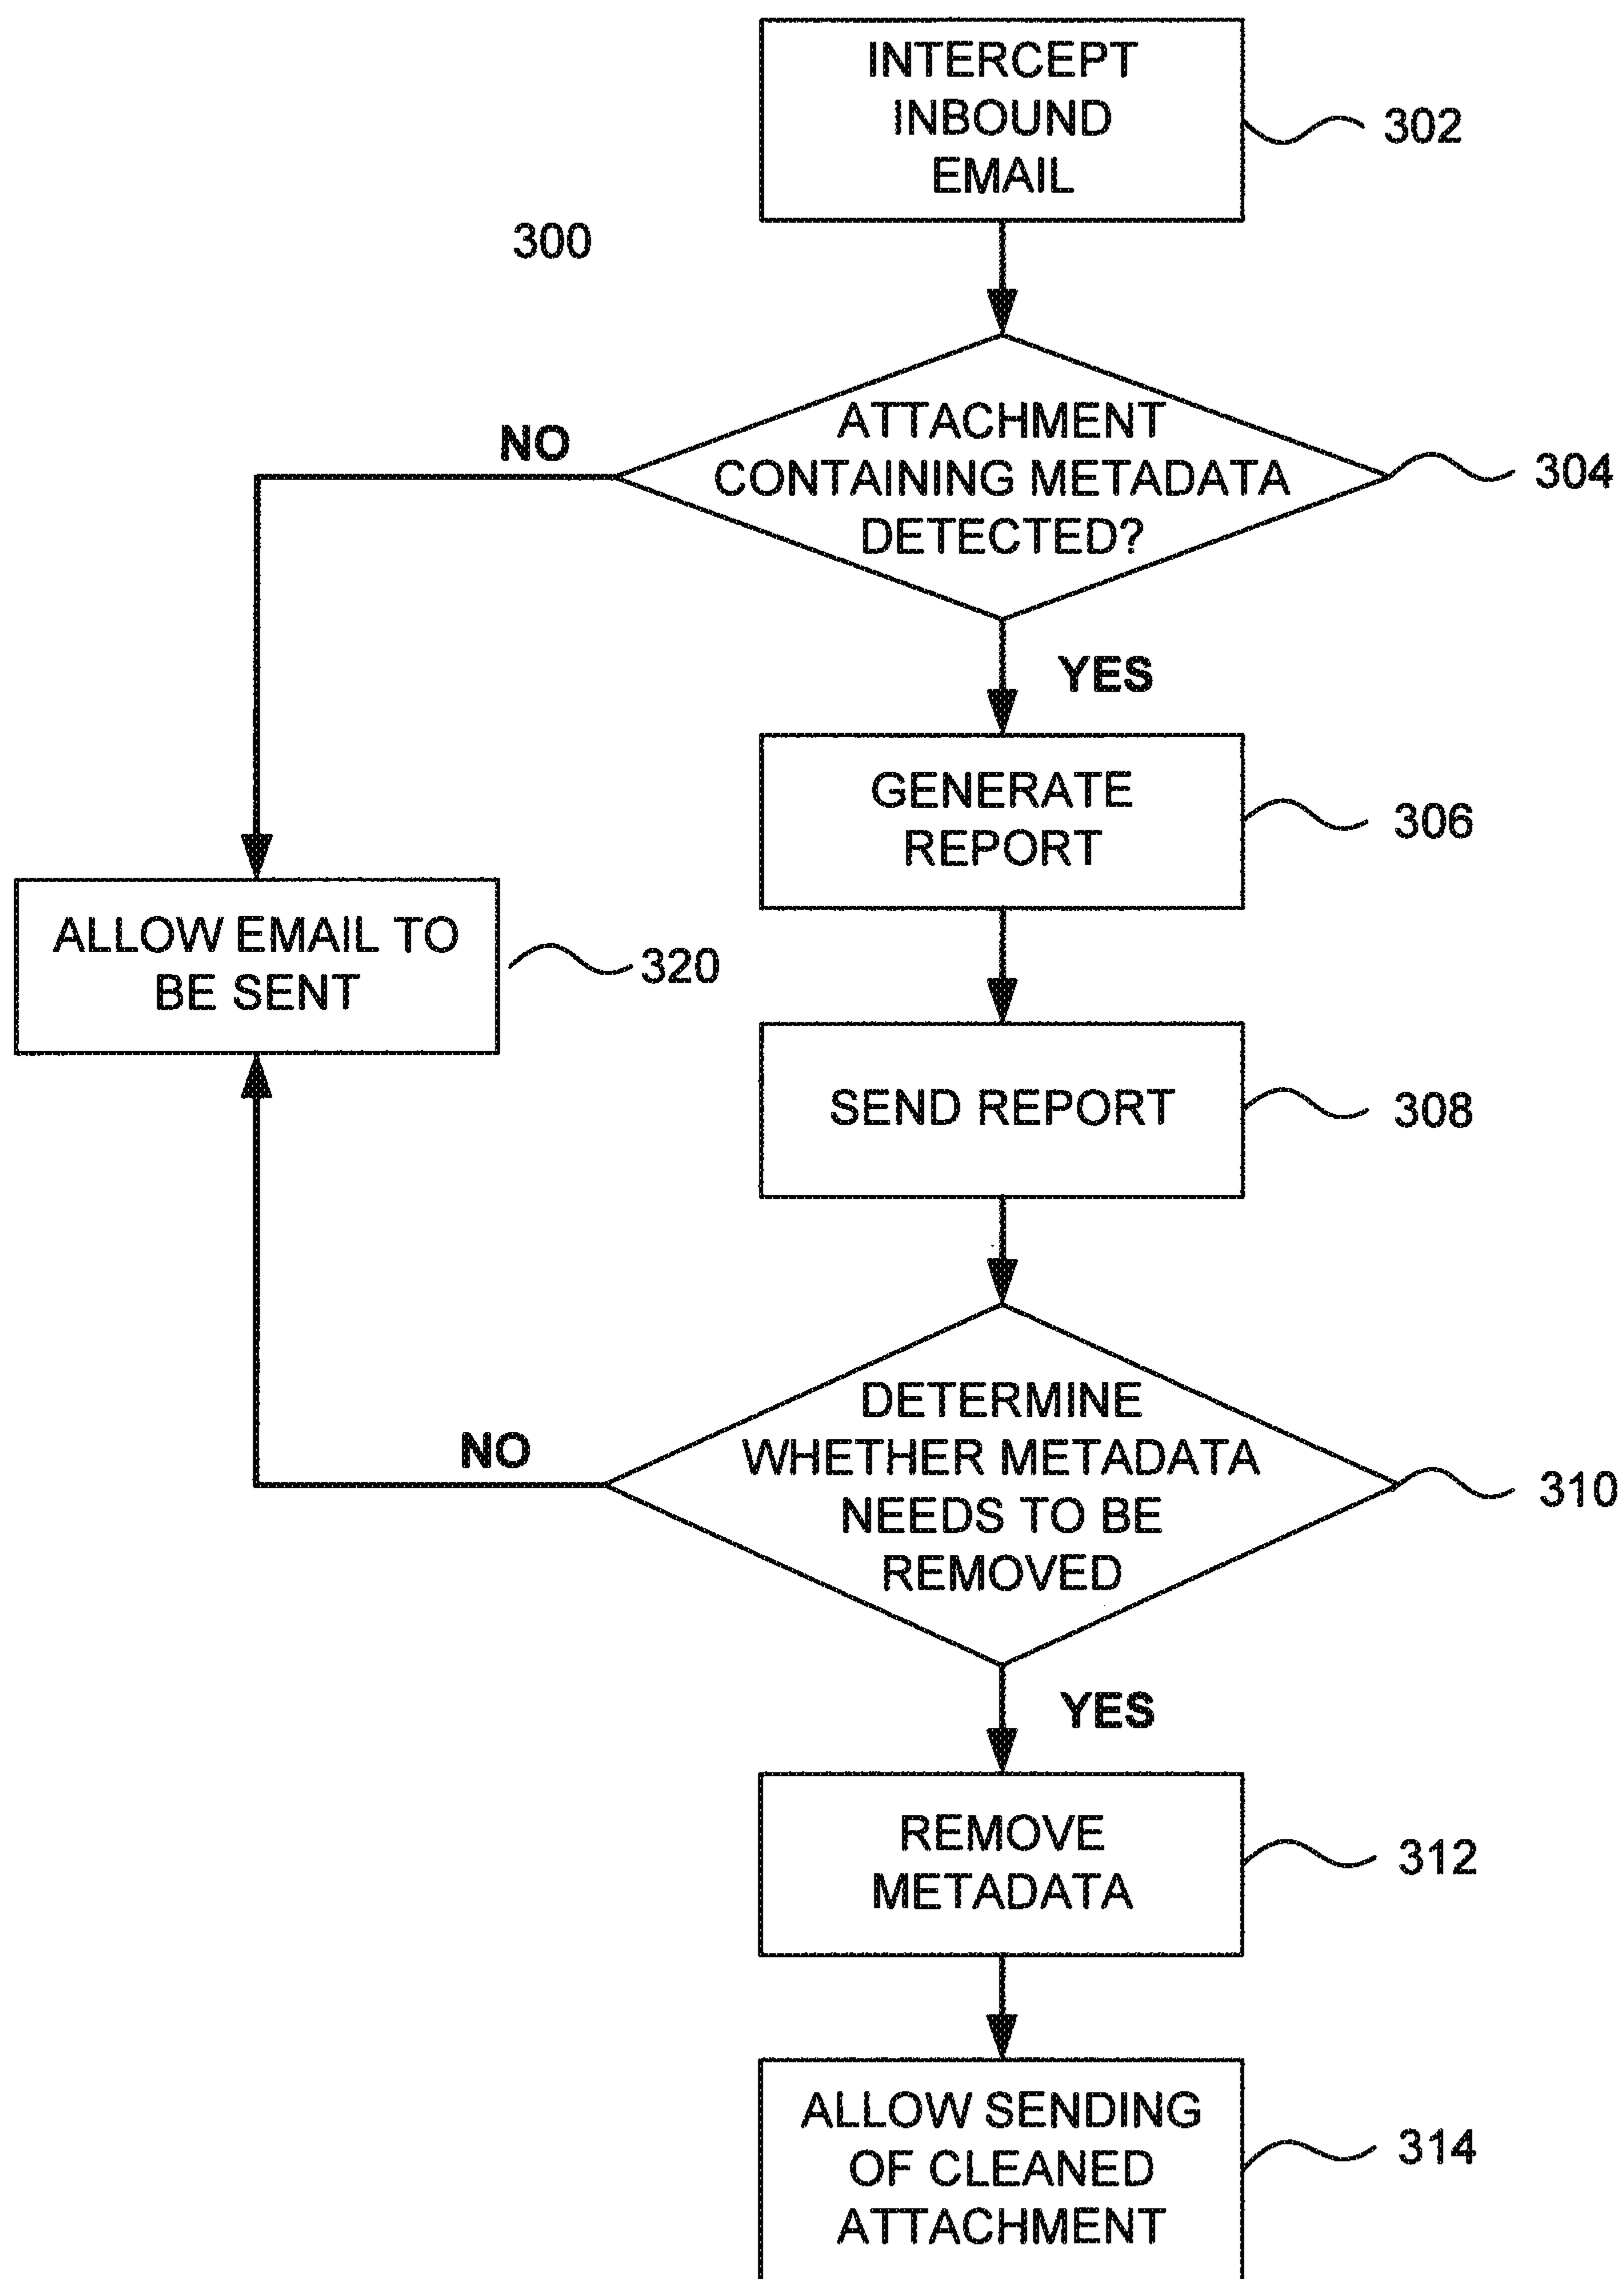 INTERCEPT
INBOUND
EMAIL
302
300
ATTACHMENT
CONTAINING METADATA
DETECTED?
304
NO
YES
GENERATE
REPORT
306
ALLOW EMAIL TO
BE SENT
320
SEND REPORT
308
DETERMINE
WHETHER METADATA
NEEDS TO BE
REMOVED
310
NO
YES
REMOVE
METADATA
312
ALLOW SENDING
OF CLEANED
ATTACHMENT
314